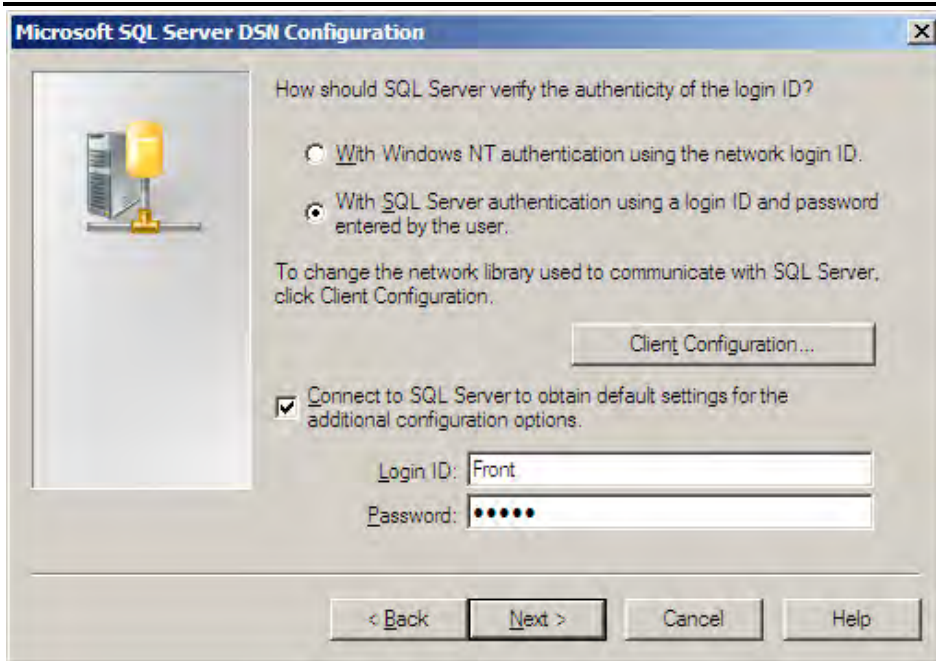 Microsoft SQL Server DSN Configuration
How should SQL Server verify the authenticity of the login ID?
With Windows NT authentication using the network login ID.
With SQL Server authentication using a login ID and password
entered by the user.
To change the network library used to communicate with SQL Server,
click Client Configuration.
Client Configuration...
Connect to SQL Server to obtain default settings for the
additional configuration options.
Login ID: Front
Password: •••••
< Back Next > Cancel Help